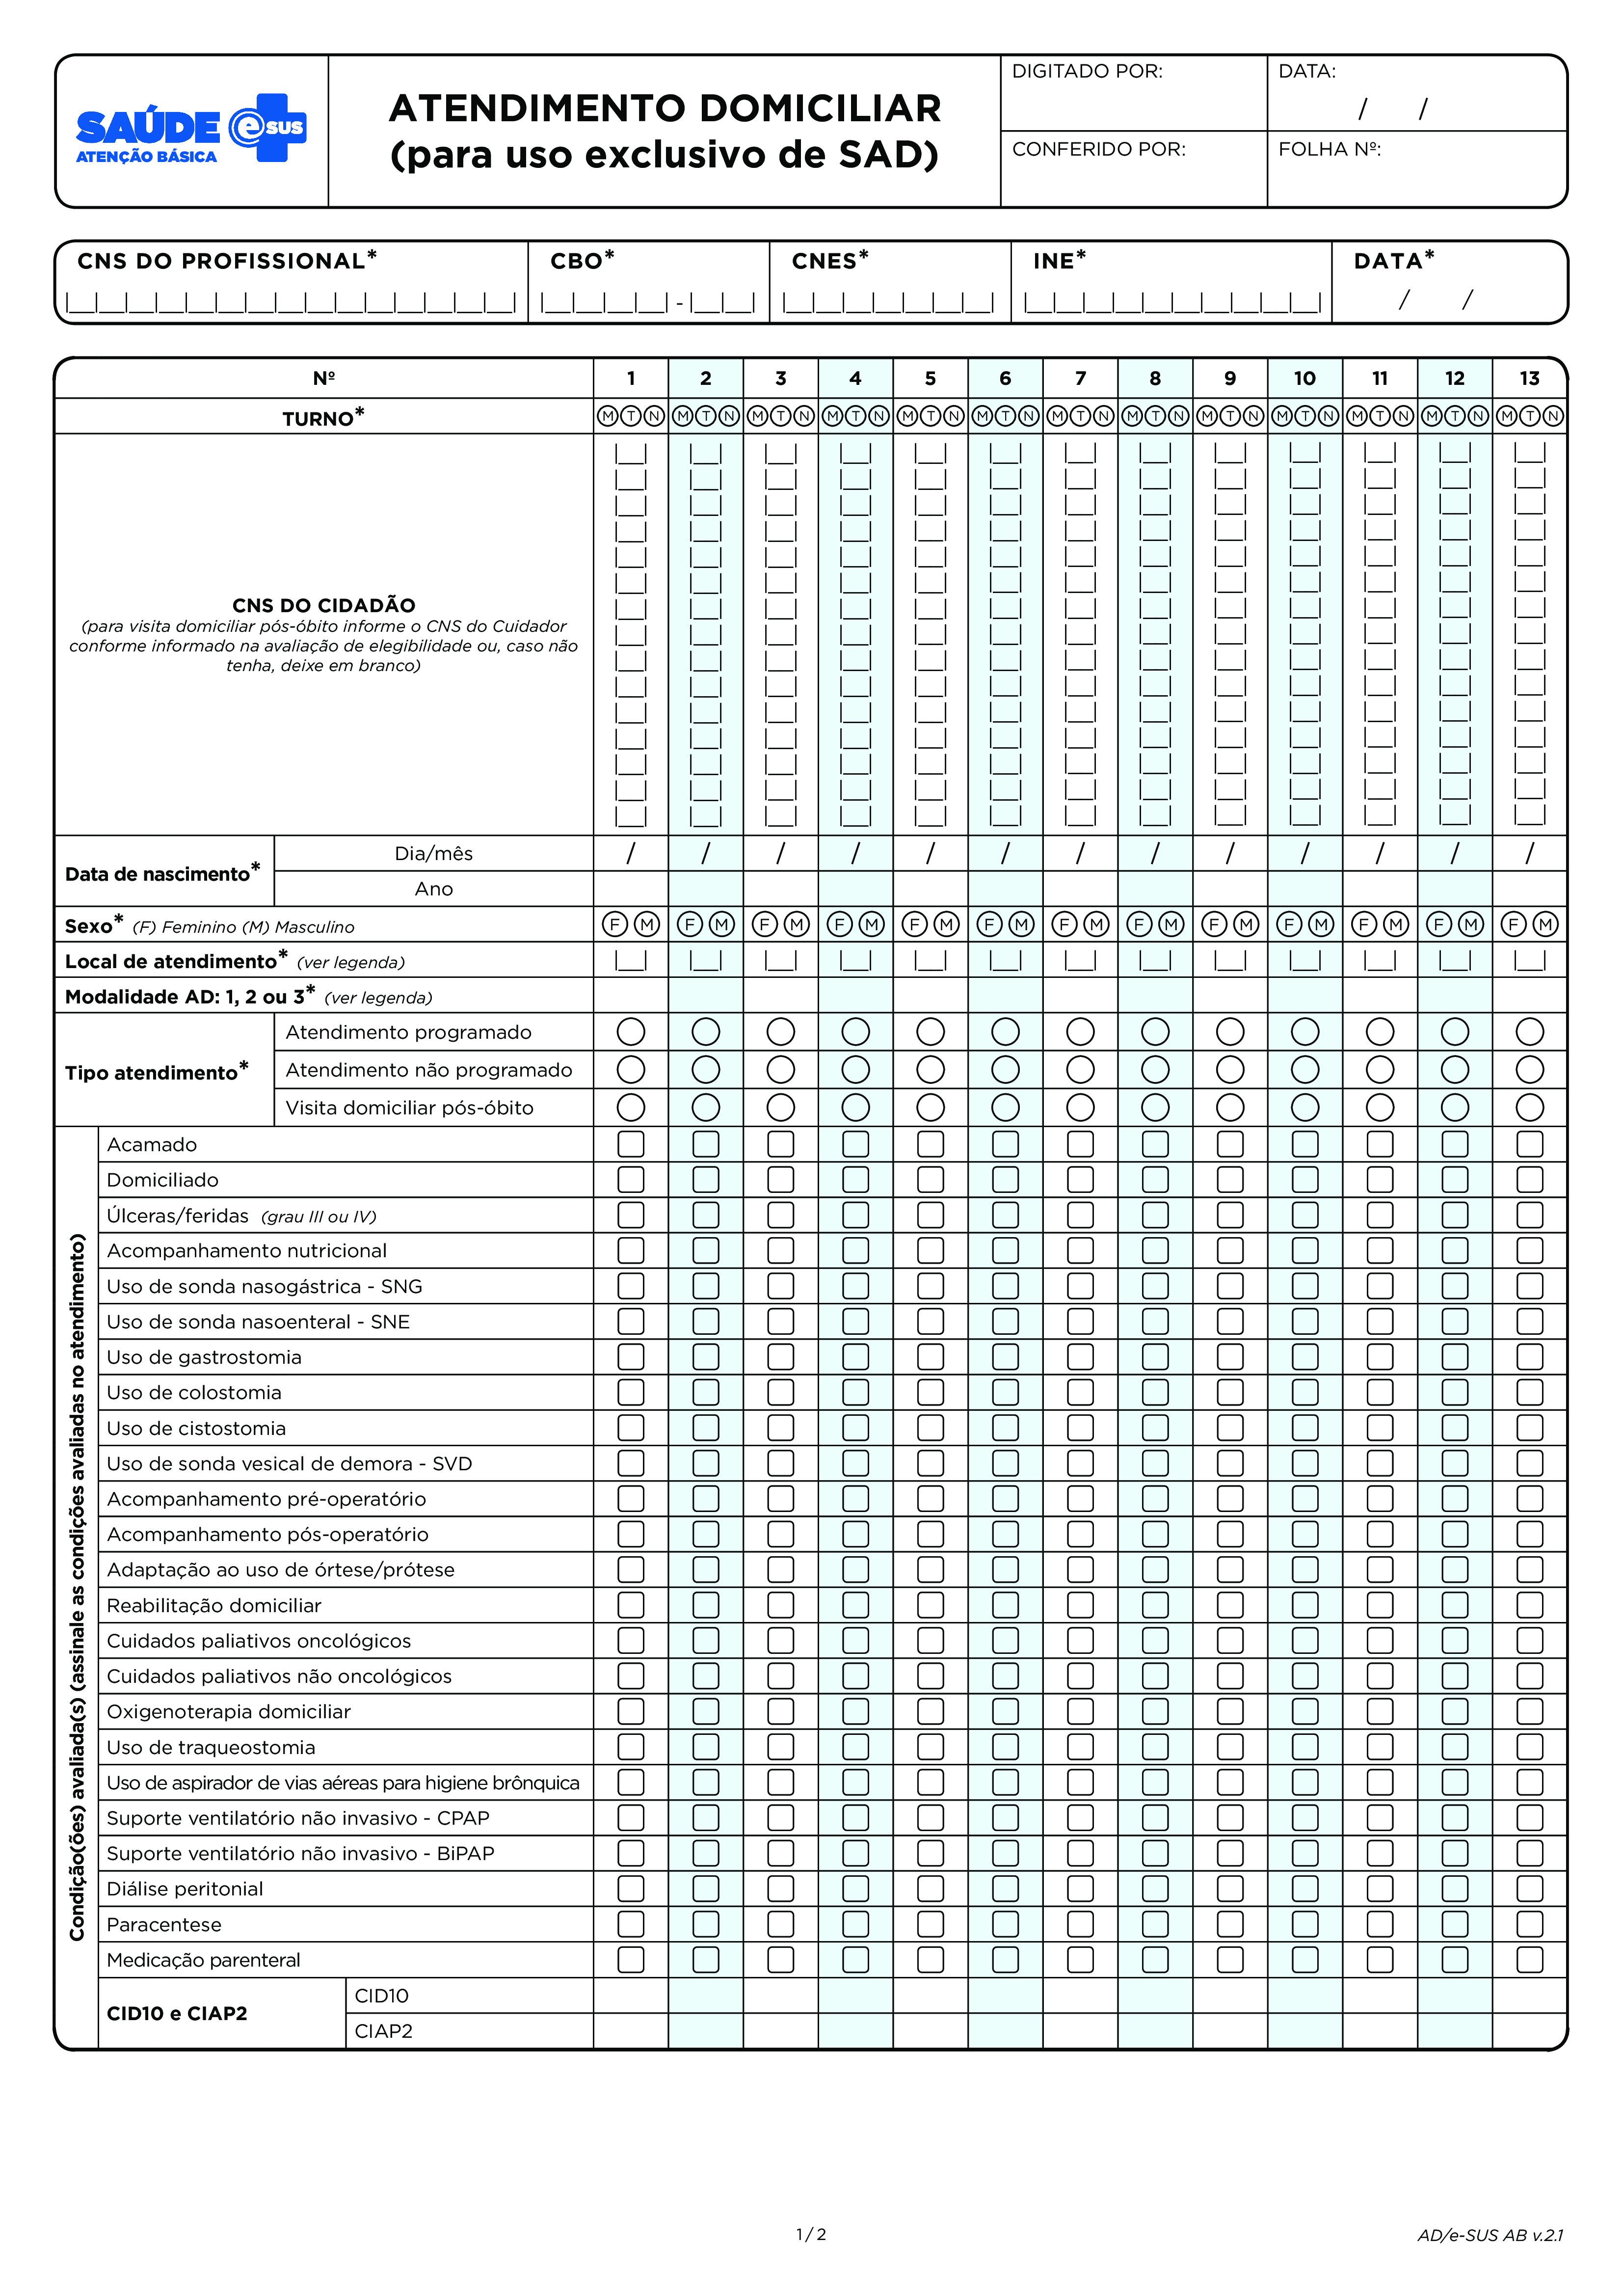 SAÚDE e SUS
ATENÇÃO BÁSICA
ATENDIMENTO DOMICILIAR
(para uso exclusivo de SAD)
DIGITADO POR:
DATA:
/ /
CONFERIDO POR:
FOLHA Nº:
CNS DO PROFISSIONAL*
CBO*
-
CNES*
INE*
DATA*
/ /
Nº 1 2 3 4 5 6 7 8 9 10 11 12 13
TURNO* M T N M T N M T N M T N M T N M T N M T N M T N M T N M T N M T N M T N M T N
CNS DO CIDADÃO
(para visita domiciliar pós-óbito informe o CNS do Cuidador
conforme informado na avaliação de elegibilidade ou, caso não
tenha, deixe em branco)
Data de nascimento*
Dia/mês / / / / / / / / / / / / /
Ano
Sexo* (F) Feminino (M) Masculino F M F M F M F M F M F M F M F M F M F M F M F M F M
Local de atendimento* (ver legenda)
Modalidade AD: 1, 2 ou 3* (ver legenda)
Tipo atendimento*
Atendimento programado
Atendimento não programado
Visita domiciliar pós-óbito
Condição(ões) avaliada(s) (assinale as condições avaliadas no atendimento)
Acamado
Domiciliado
Úlceras/feridas (grau III ou IV)
Acompanhamento nutricional
Uso de sonda nasogástrica - SNG
Uso de sonda nasoenteral - SNE
Uso de gastrostomia
Uso de colostomia
Uso de cistostomia
Uso de sonda vesical de demora - SVD
Acompanhamento pré-operatório
Acompanhamento pós-operatório
Adaptação ao uso de órtese/prótese
Reabilitação domiciliar
Cuidados paliativos oncológicos
Cuidados paliativos não oncológicos
Oxigenoterapia domiciliar
Uso de traqueostomia
Uso de aspirador de vias aéreas para higiene brônquica
Suporte ventilatório não invasivo - CPAP
Suporte ventilatório não invasivo - BiPAP
Diálise peritonial
Paracentese
Medicação parenteral
CID10 e CIAP2
CID10
CIAP2
1 / 2
AD/e-SUS AB v.2.1